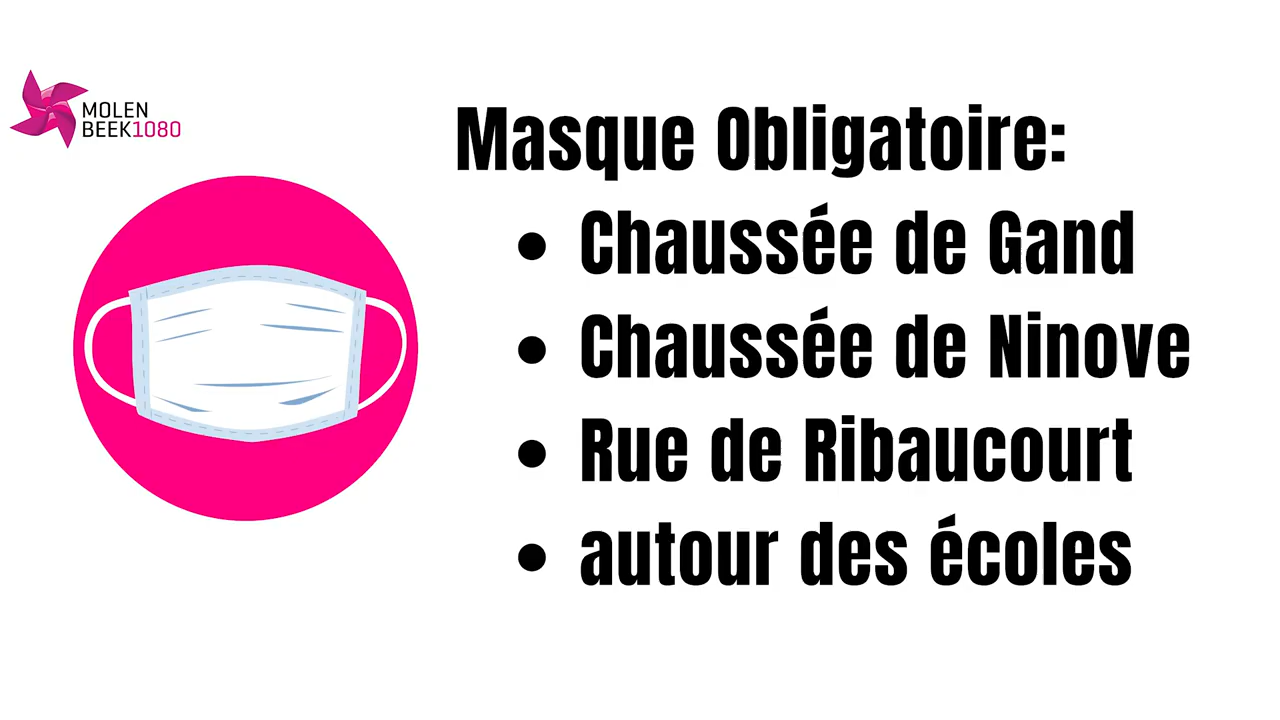 MOLEN
BEEK1080
Masque Obligatoire:
• Chaussée de Gand
• Chaussée de Ninove
• Rue de Ribaucourt
• autour des écoles